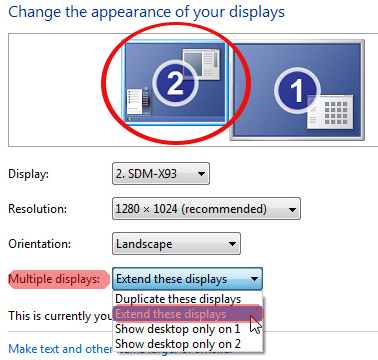 Change the appearance of your displays
2 1
Display: 2. SDM-X93
Resolution: 1280 × 1024 (recommended)
Orientation: Landscape
Multiple displays: Extend these displays
Duplicate these displays
Extend these displays
This is currently you
Show desktop only on 1
Show desktop only on 2
Make text and other